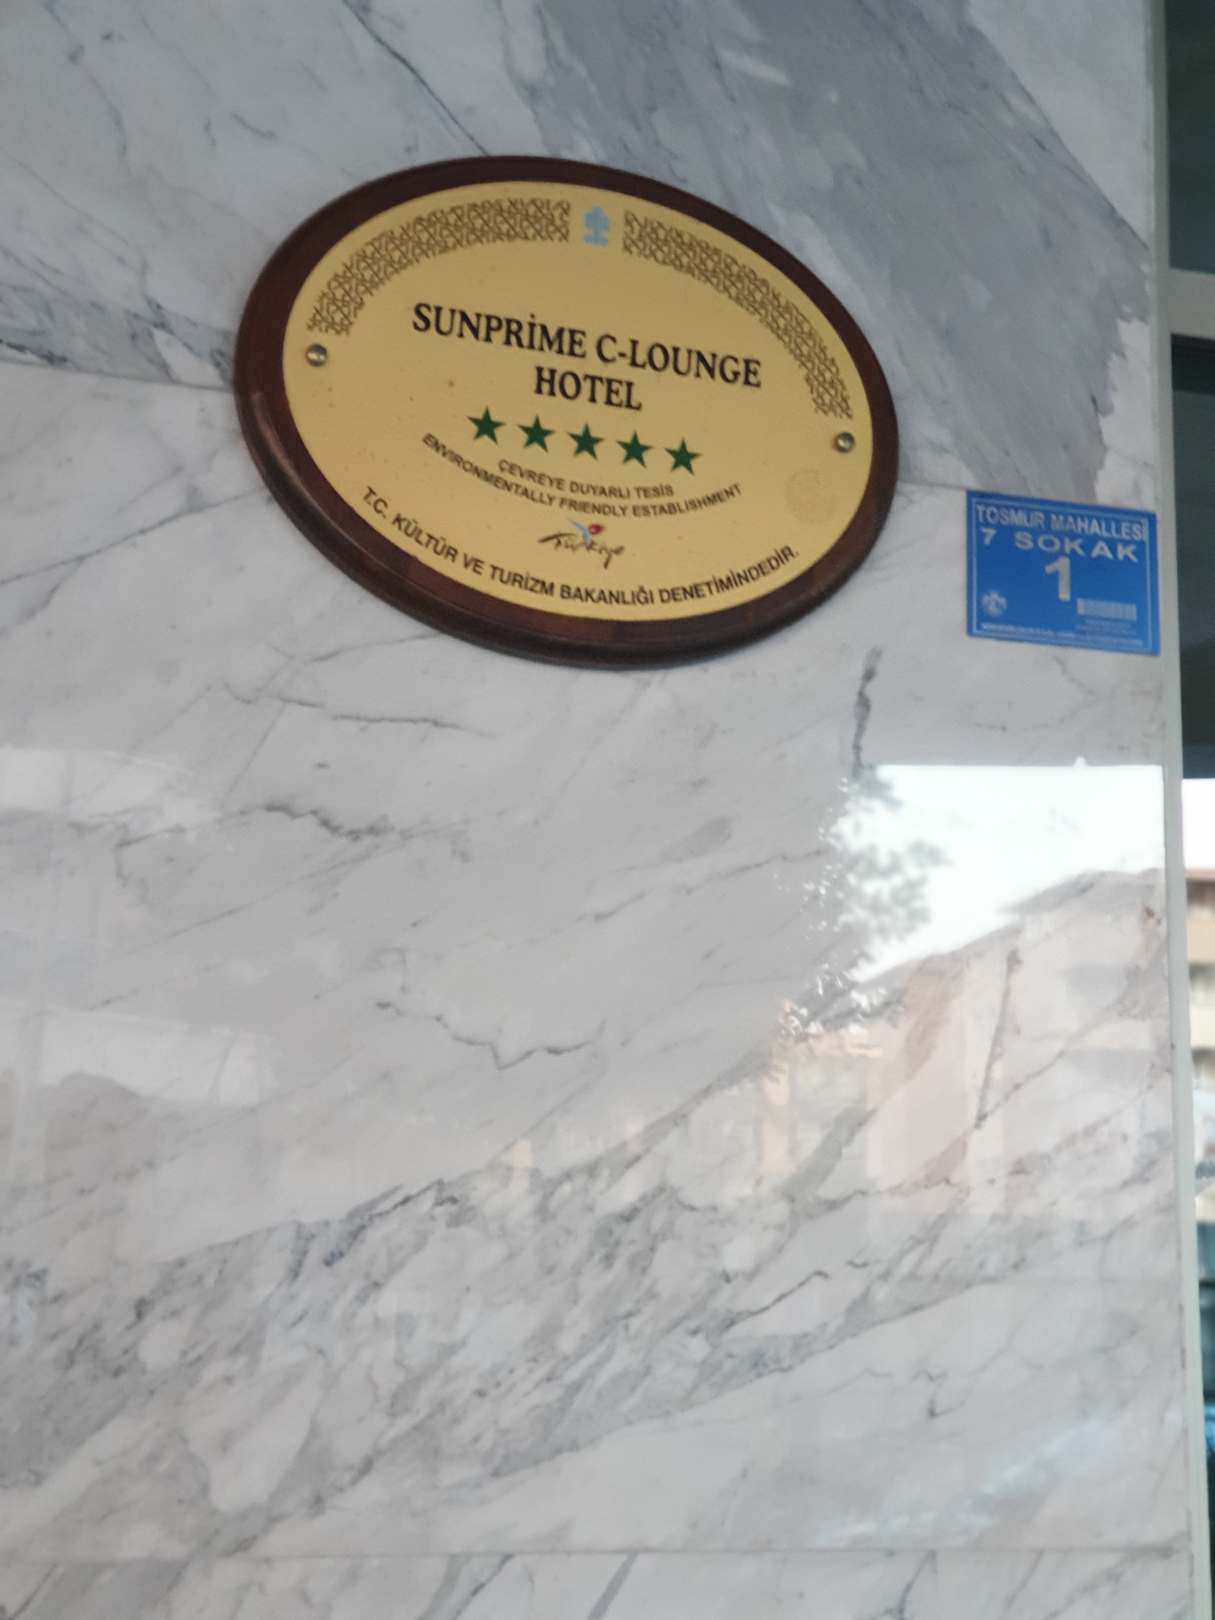 SUNPRİME C-LOUNGE
HOTEL
ÇEVREYE DUYARLI TESİS
ENVIRONMENTALLY FRIENDLY ESTABLISHMENT
Türkiye
T.C. KÜLTÜR VE TURİZM BAKANLIĞI DENETİMİNDEDİR.
TOSMUR MAHALLESİ
7 SOKAK
1